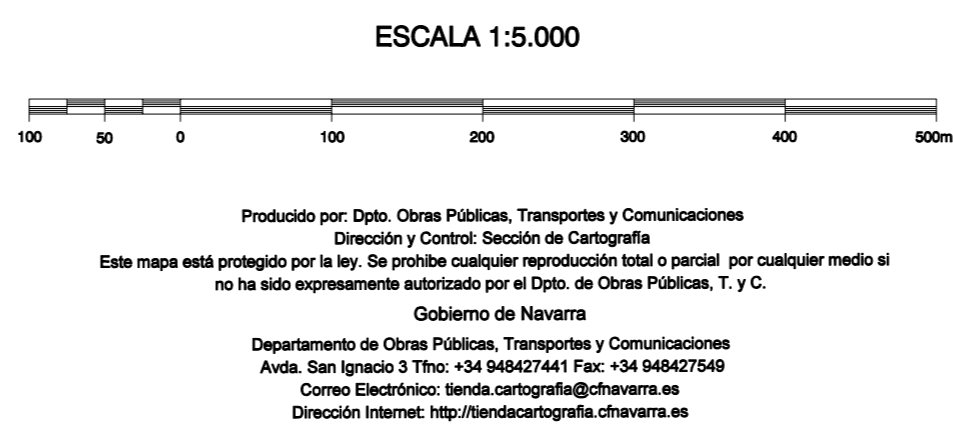 ESCALA 1:5.000
100 50 0 100 200 300 400 500m
Producido por: Dpto. Obras Públicas, Transportes y Comunicaciones
Dirección y Control: Sección de Cartografía
Este mapa está protegido por la ley. Se prohibe cualquier reproducción total o parcial por cualquier medio si
no ha sido expresamente autorizado por el Dpto. de Obras Públicas, T. y C.
Gobierno de Navarra
Departamento de Obras Públicas, Transportes y Comunicaciones
Avda. San Ignacio 3 Tfno: +34 948427441 Fax: +34 948427549
Correo Electrónico: tienda.cartografia@cfnavarra.es
Dirección Internet: http://tiendacartografia.cfnavarra.es